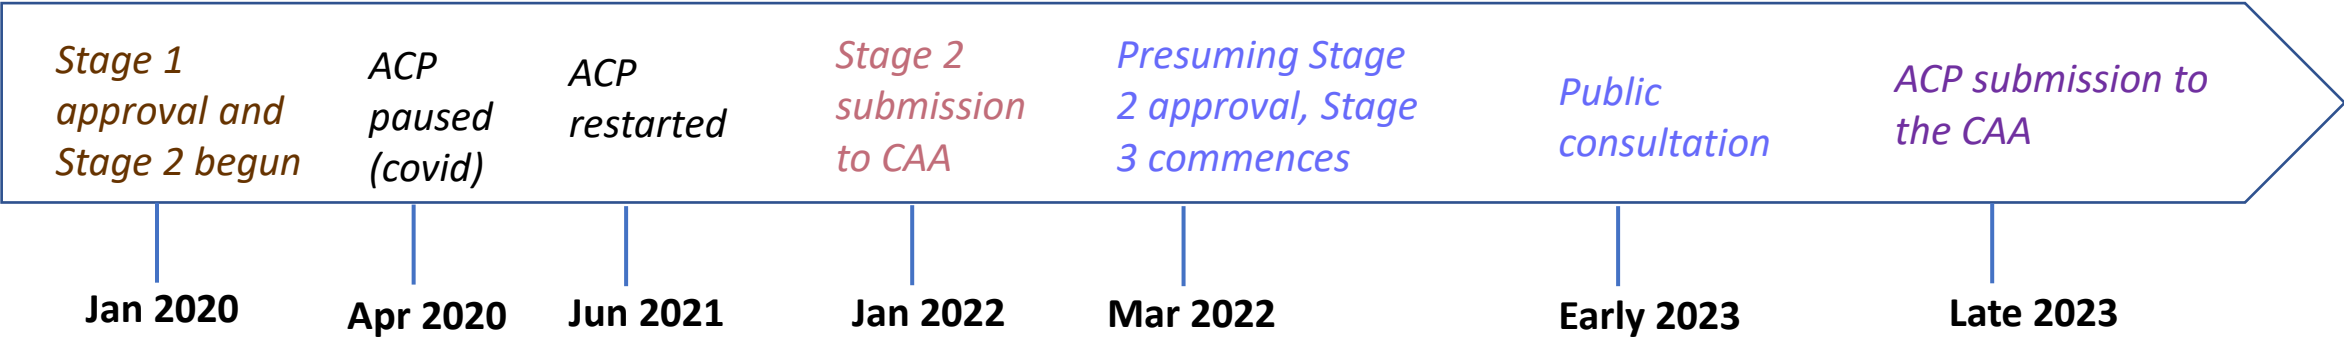 Stage 1
approval and
Stage 2 begun
ACP
paused
(covid)
ACP
restarted
Stage 2
submission
to CAA
Presuming Stage
2 approval, Stage
3 commences
Public
consultation
ACP submission to
the CAA
Jan 2020
Apr 2020
Jun 2021
Jan 2022
Mar 2022
Early 2023
Late 2023